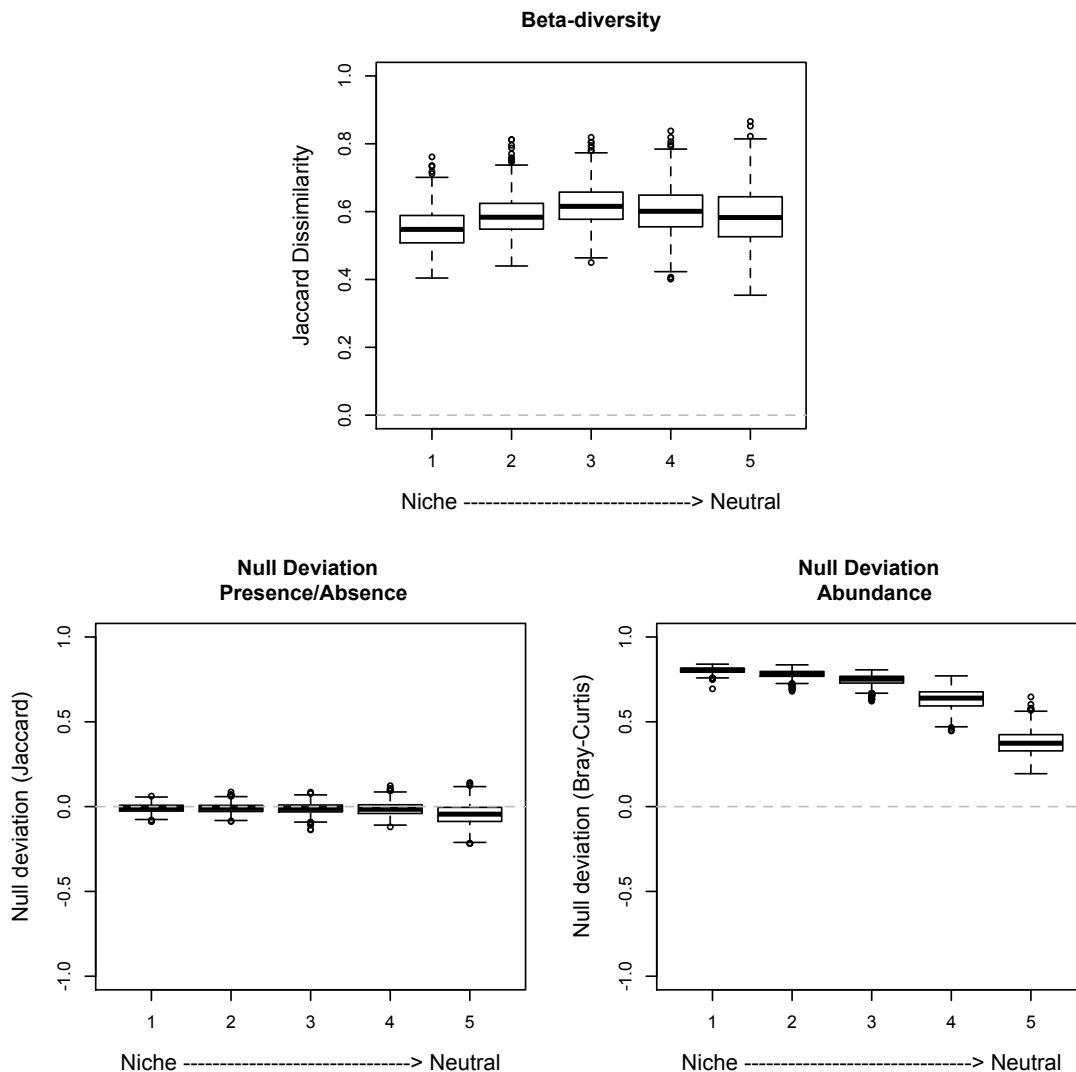 Beta-diversity
Jaccard Dissimilarity
1.0
0.8
0.6
0.4
0.2
0.0
1 2 3 4 5
Niche -----------------------------> Neutral
Null Deviation
Presence/Absence
Null deviation (Jaccard)
1.0
0.5
0.0
-0.5
-1.0
1 2 3 4 5
Niche -----------------------------> Neutral
Null Deviation
Abundance
Null deviation (Bray-Curtis)
1.0
0.5
0.0
-0.5
-1.0
1 2 3 4 5
Niche -----------------------------> Neutral